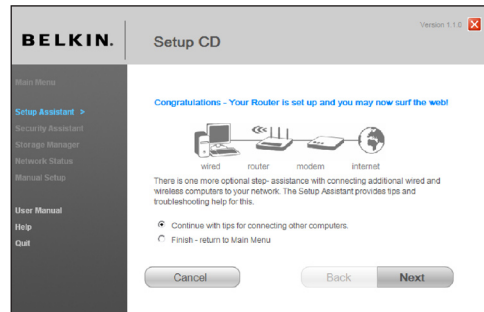 Version 1.1.0
BELKIN.
Setup CD
Main Menu
Setup Assistant >
Security Assistant
Storage Manager
Network Status
Manual Setup
User Manual
Help
Quit
Congratulations - Your Router is set up and you may now surf the web!
wired router modem internet
There is one more optional step- assistance with connecting additional wired and
wireless computers to your network. The Setup Assistant provides tips and
troubleshooting help for this.
Continue with tips for connecting other computers.
Finish - return to Main Menu
Cancel
Back
Next